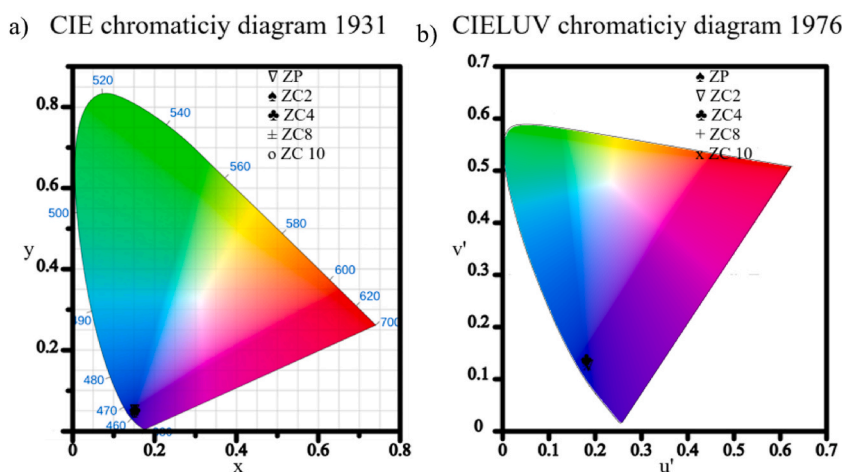 a) CIE chromaticiy diagram 1931
520
0.8
540
∇ ZP
♠ ZC2
♣ ZC4
± ZC8
o ZC 10
560
0.6
500
580
y
0.4
600
620
490
700
0.2
480
470
460
0
0.2
0.4
0.6
0.8
x
b) CIELUV chromaticiy diagram 1976
0.7
♠ ZP
∇ ZC2
♣ ZC4
+ ZC8
x ZC 10
0.6
0.5
0.4
v'
0.3
0.2
0.1
0
0
0.1
0.2
0.3
0.4
0.5
0.6
0.7
u'